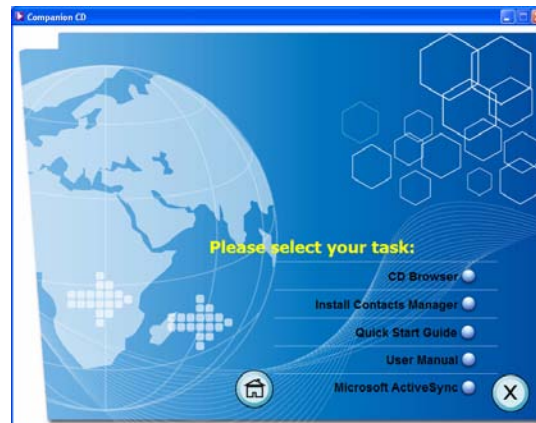 Companion CD
Please select your task:
CD Browser
Install Contacts Manager
Quick Start Guide
User Manual
Microsoft ActiveSync
X